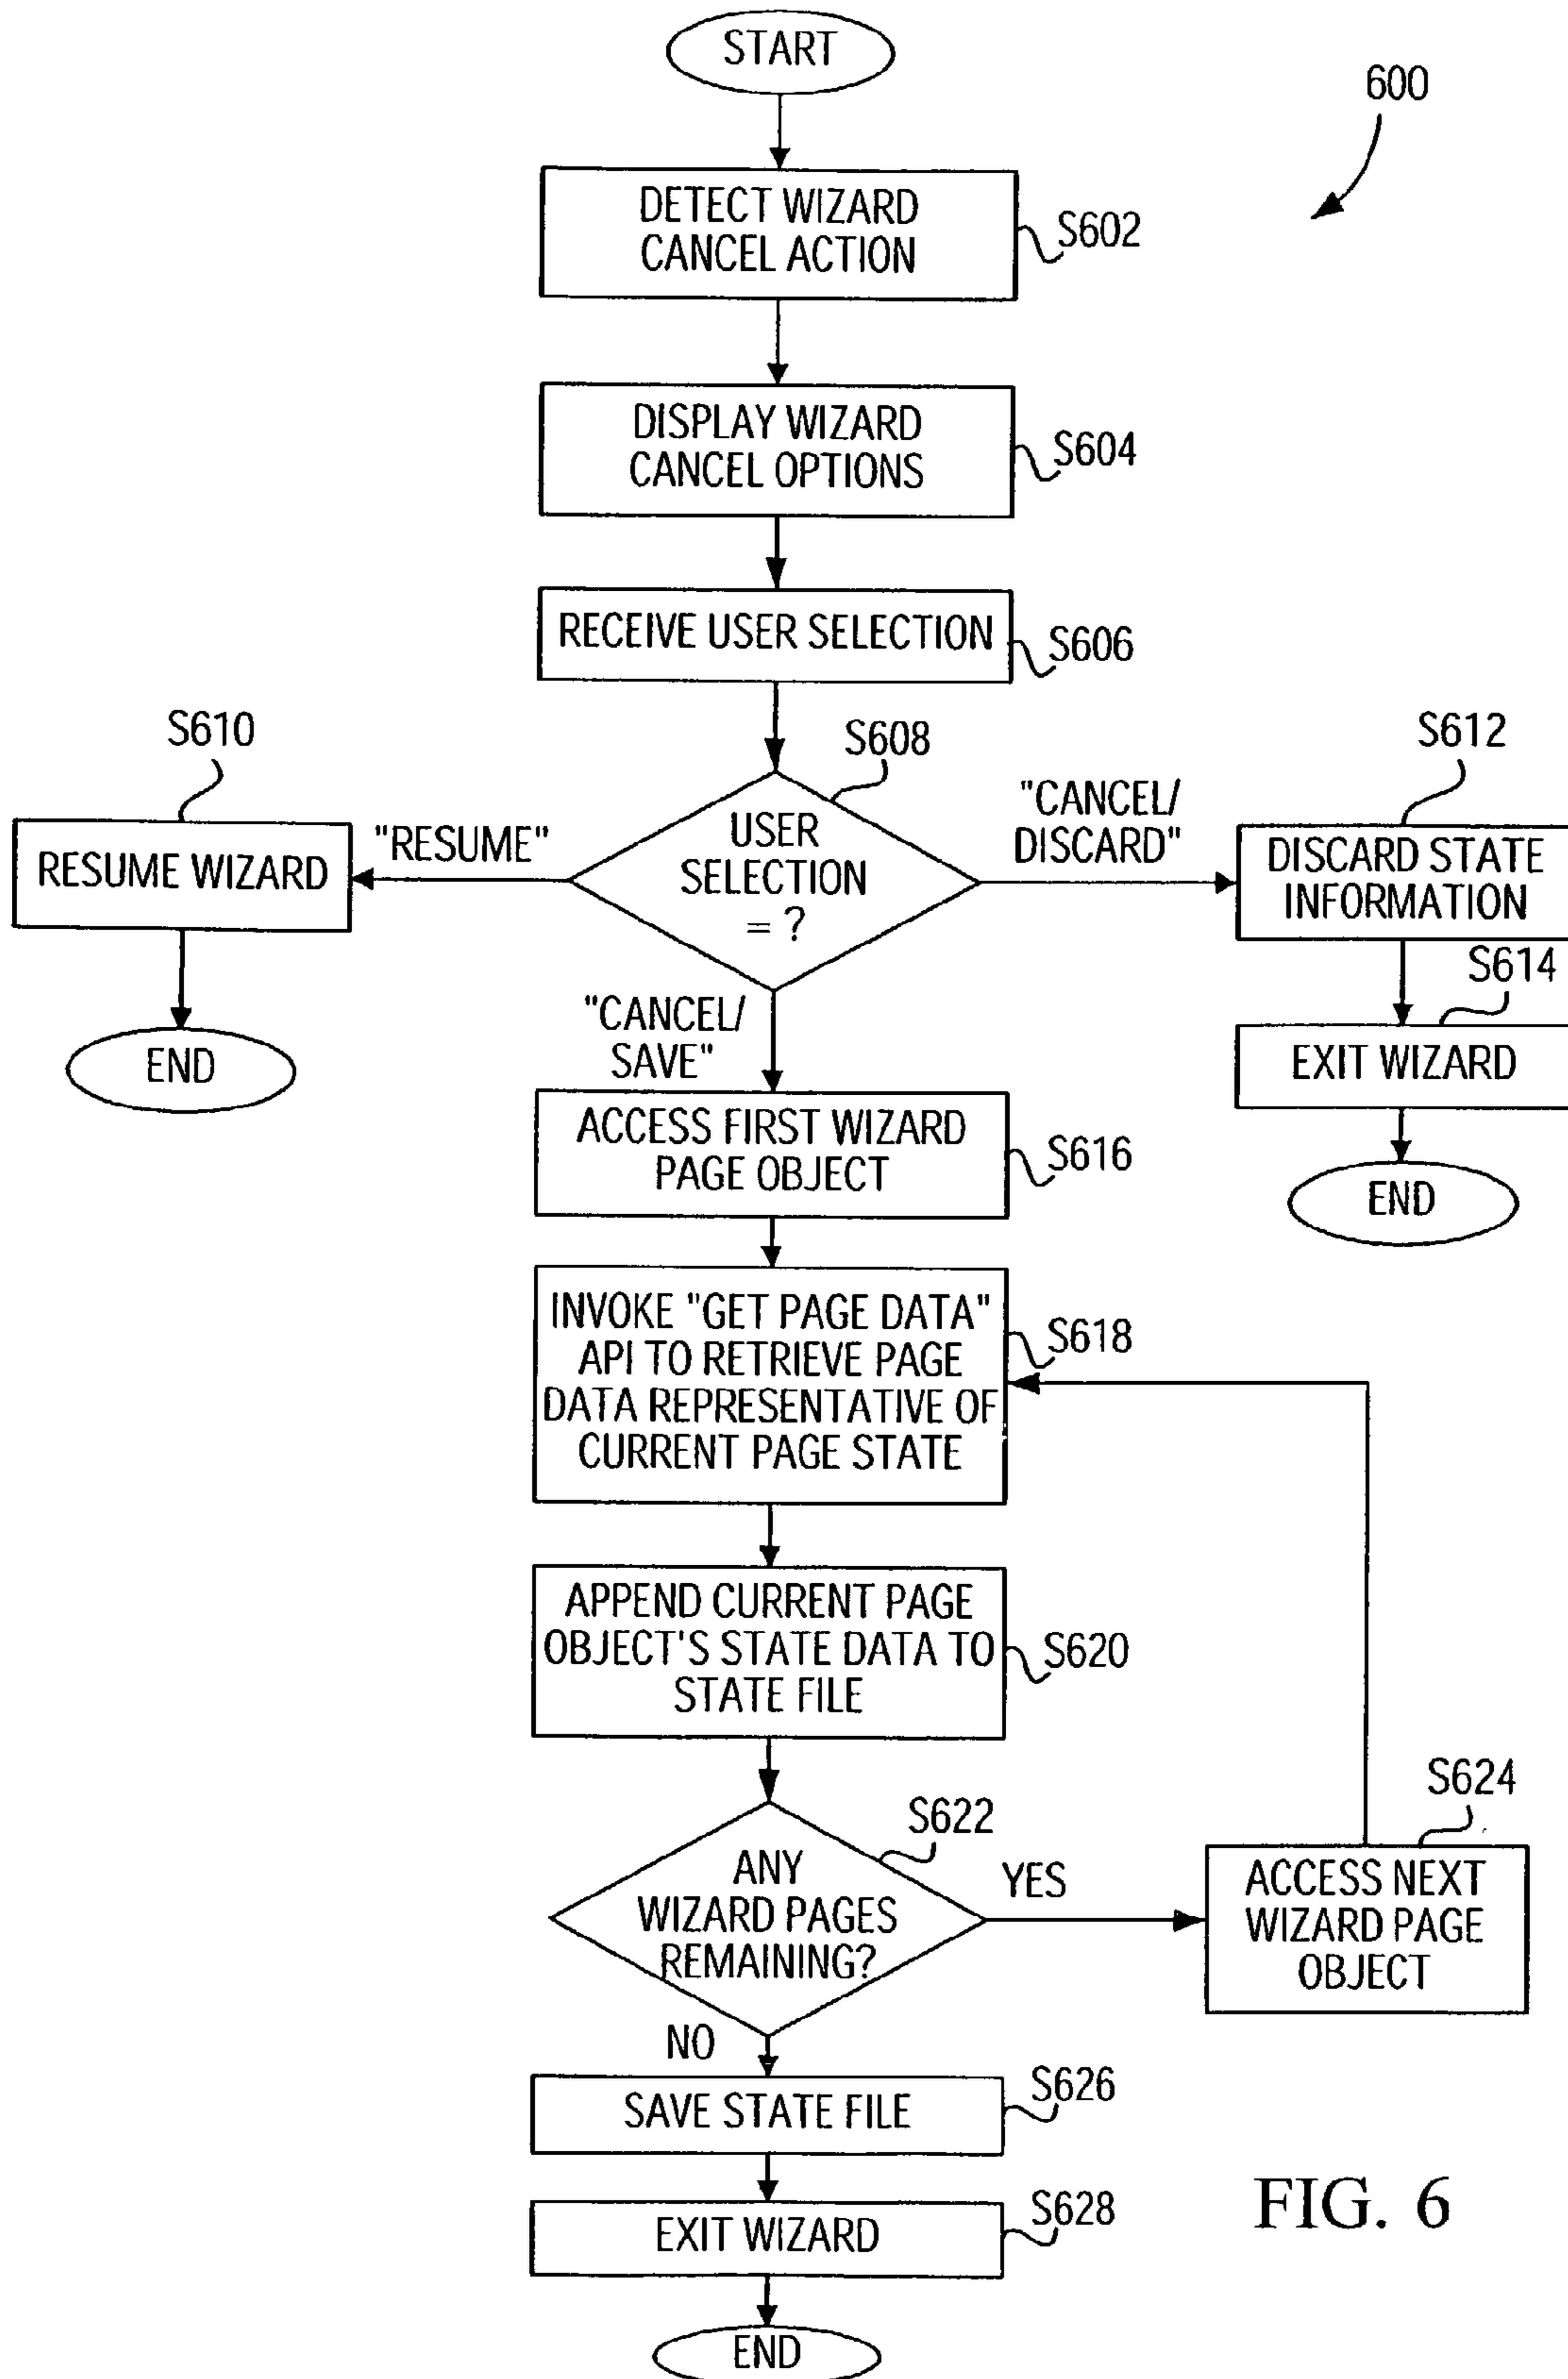 START
600
DETECT WIZARD
CANCEL ACTION
S602
DISPLAY WIZARD
CANCEL OPTIONS
S604
RECEIVE USER SELECTION
S606
S610
S608
S612
RESUME WIZARD
"RESUME"
USER
SELECTION
= ?
"CANCEL/
DISCARD"
DISCARD STATE
INFORMATION
S614
END
"CANCEL/
SAVE"
EXIT WIZARD
ACCESS FIRST WIZARD
PAGE OBJECT
S616
END
INVOKE "GET PAGE DATA"
API TO RETRIEVE PAGE
DATA REPRESENTATIVE OF
CURRENT PAGE STATE
S618
APPEND CURRENT PAGE
OBJECT'S STATE DATA TO
STATE FILE
S620
S622
S624
ANY
WIZARD PAGES
REMAINING?
YES
ACCESS NEXT
WIZARD PAGE
OBJECT
NO
SAVE STATE FILE
S626
EXIT WIZARD
S628
END
FIG. 6